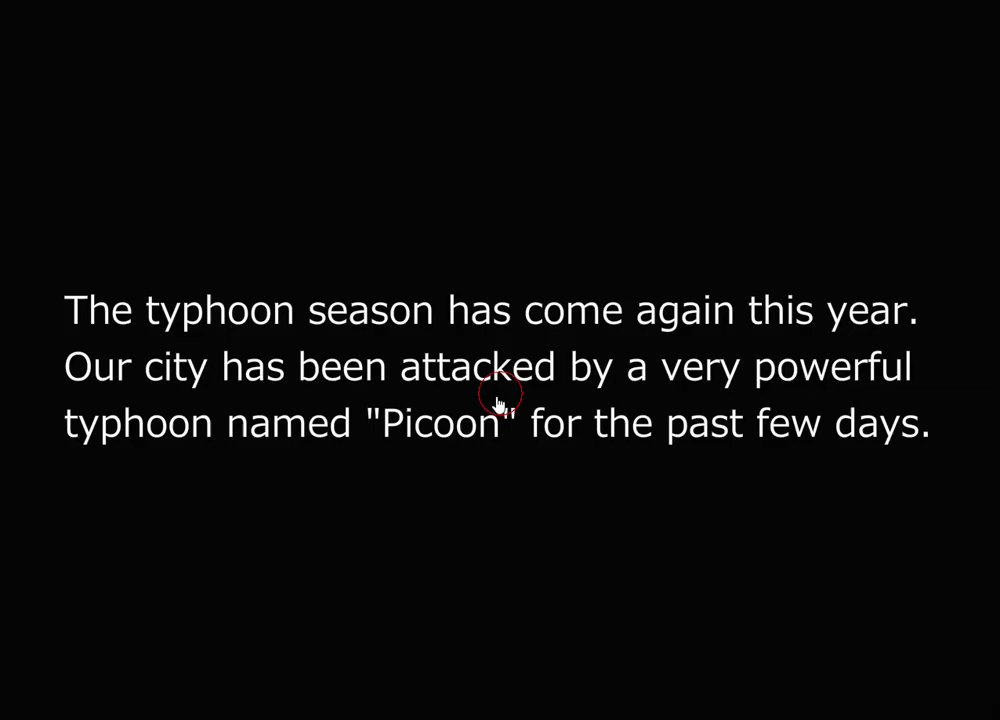 The typhoon season has come again this year.
Our city has been attacked by a very powerful
typhoon named "Picoon" for the past few days.